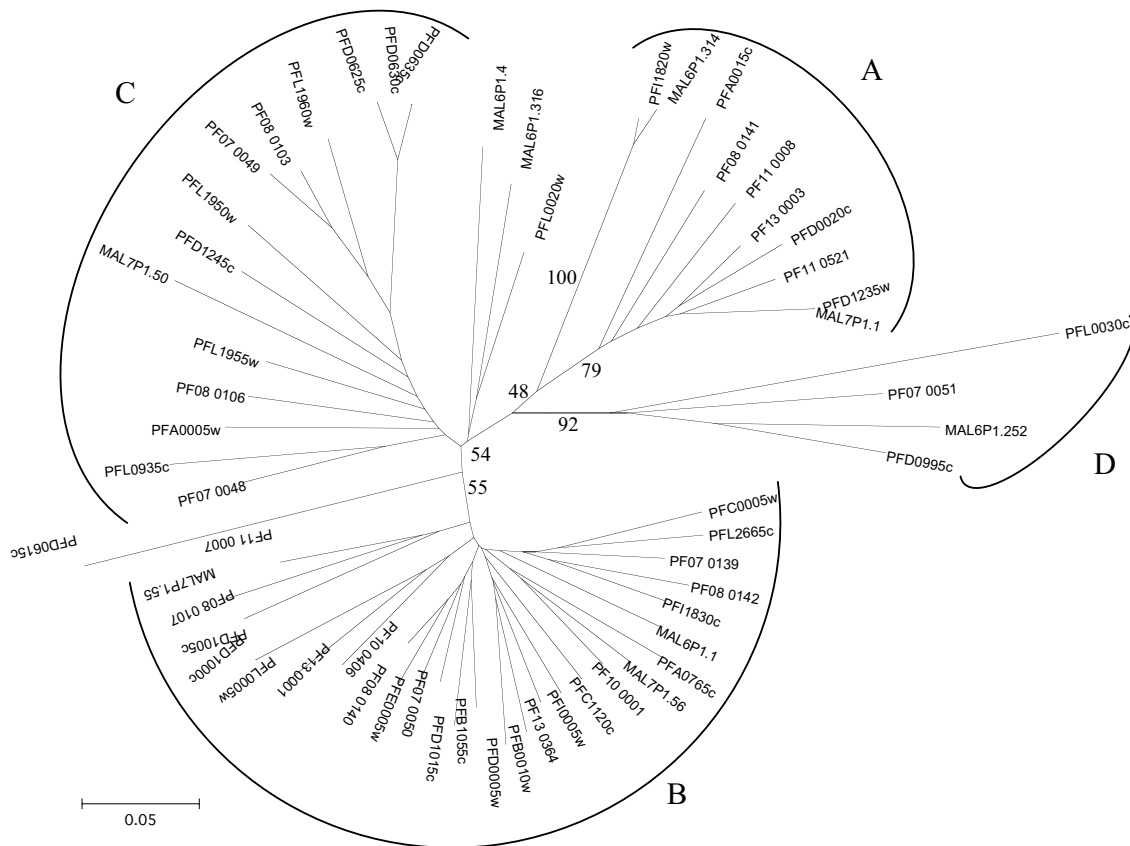 C
PFD0625c
PFD0630c
PFD0635c
PFL1960w
PF08 0103
PF07 0049
PFL1950w
PFD1245c
MAL7P1.50
PFL1955w
PF08 0106
PFA0005w
PFL0935c
PF07 0048
MAL6P1.4
MAL6P1.316
PFL0020w
A
PFI1820w
MAL6P1.314
PFA0015c
PF08 0141
PF11 0008
PF13 0003
PFD0020c
PF11 0521
PFD1235w
MAL7P1.1
100
79
48
92
54
55
PFL0030c
PF07 0051
MAL6P1.252
PFD0995c
D
PFC0005w
PFL2665c
PF07 0139
PF08 0142
PFI1830c
MAL6P1.1
PFA0765c
MAL7P1.56
PF10 0001
PFC1120c
PFI0005w
PF13 0364
PFB0010w
PFD0005w
PFB1055c
PFD1015c
PF07 0050
PFE0005w
PF08 0140
PF10 0406
PF13 0001
PFL0005w
PFD1000c
PFD1005c
PF08 0107
MAL7P1.55
PF11 0007
PFD0615c
B
0.05